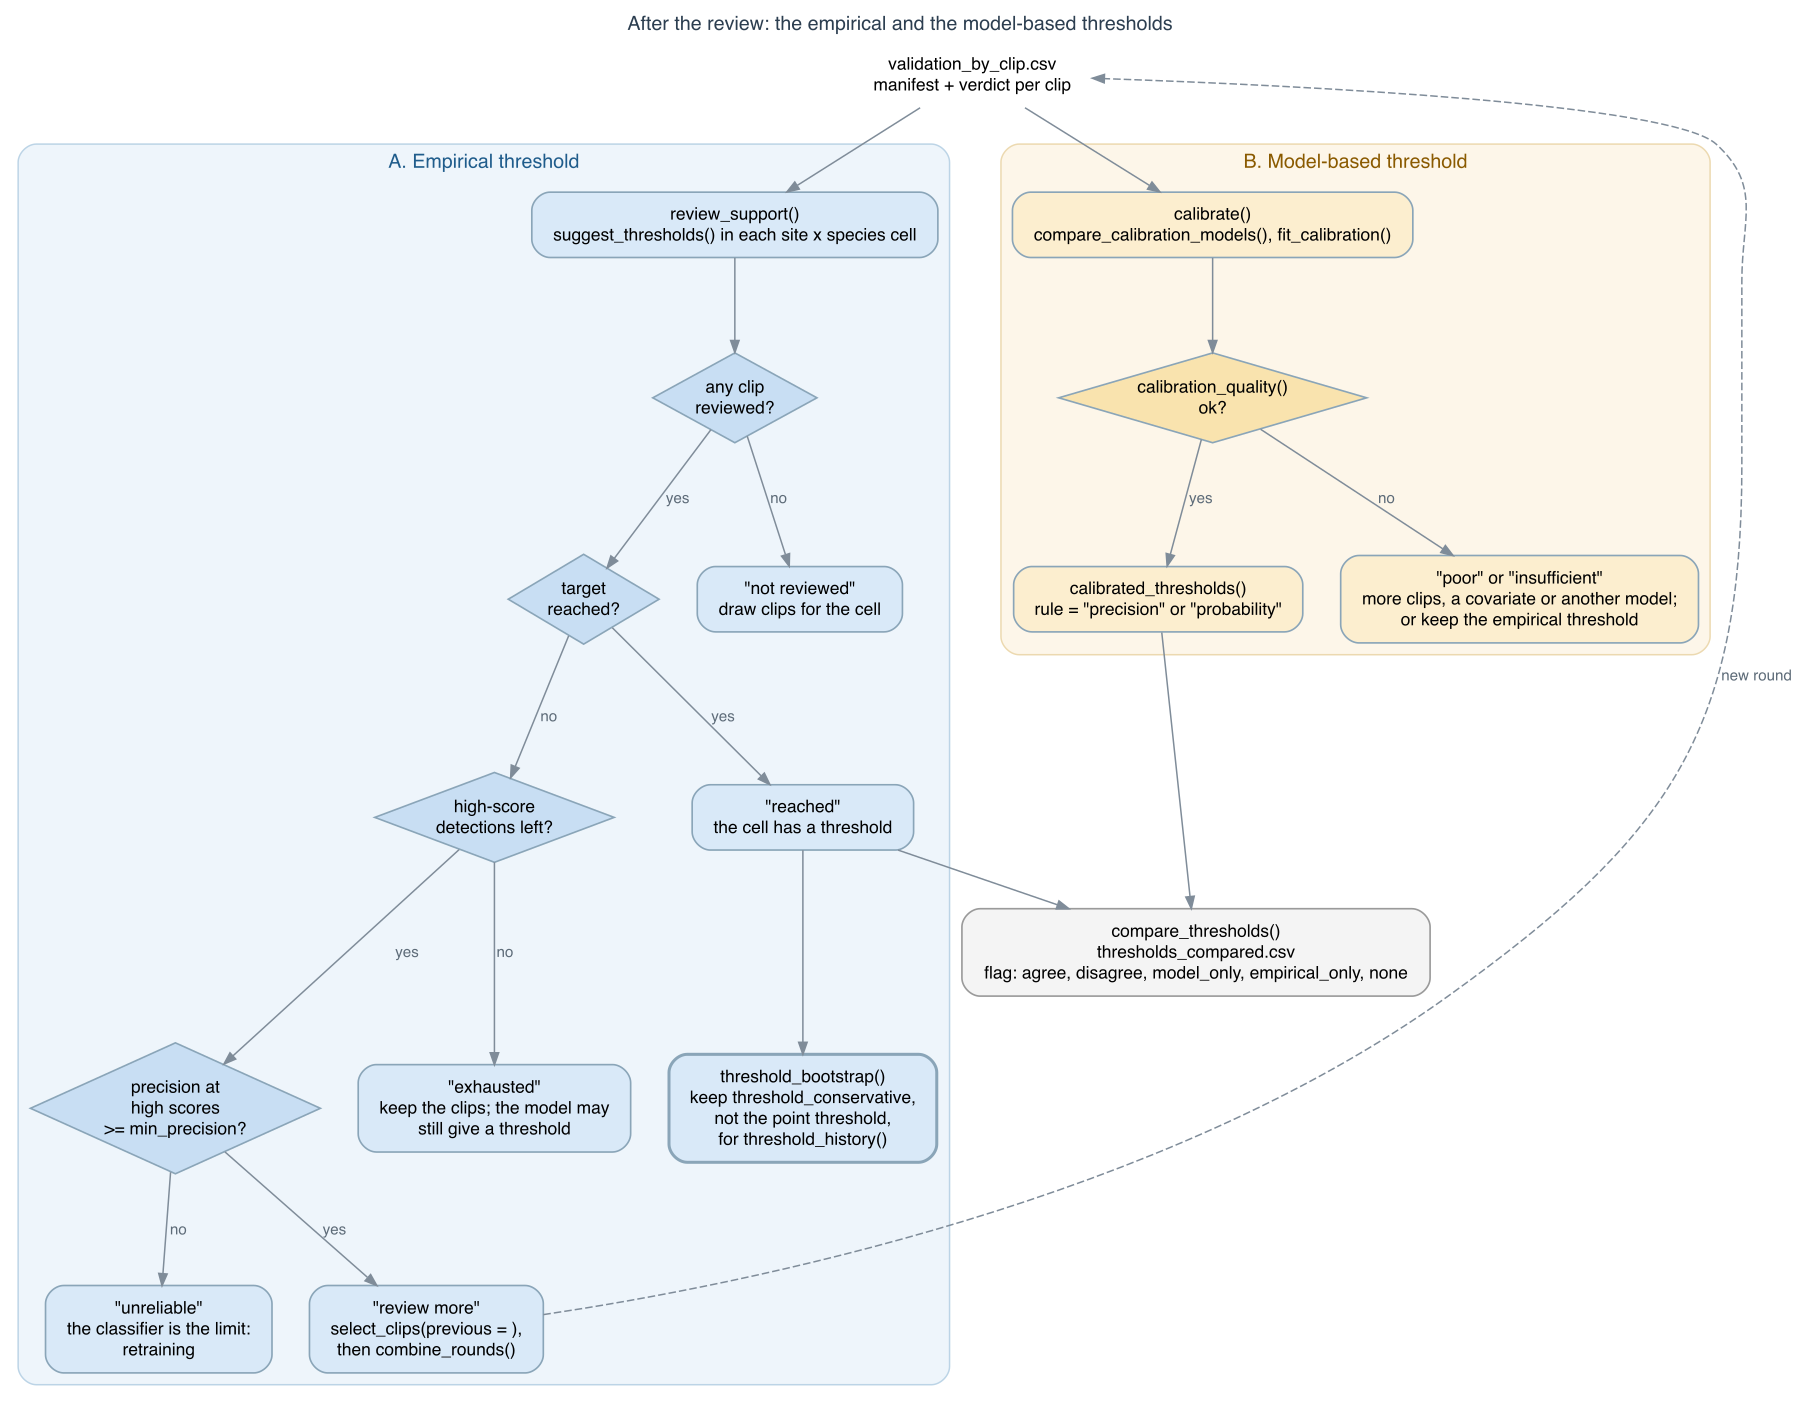 After the review: the empirical and the model-based thresholds
validation_by_clip.csv
manifest + verdict per clip
A. Empirical threshold
review_support()
suggest_thresholds() in each site x species cell
any clip
reviewed?
yes
no
target
reached?
"not reviewed"
draw clips for the cell
no
yes
high-score
detections left?
"reached"
the cell has a threshold
yes
no
precision at
high scores
>= min_precision?
"exhausted"
keep the clips; the model may
still give a threshold
threshold_bootstrap()
keep threshold_conservative,
not the point threshold,
for threshold_history()
no
yes
"unreliable"
the classifier is the limit:
retraining
"review more"
select_clips(previous = ),
then combine_rounds()
B. Model-based threshold
calibrate()
compare_calibration_models(), fit_calibration()
calibration_quality()
ok?
yes
no
calibrated_thresholds()
rule = "precision" or "probability"
"poor" or "insufficient"
more clips, a covariate or another model;
or keep the empirical threshold
new round
compare_thresholds()
thresholds_compared.csv
flag: agree, disagree, model_only, empirical_only, none